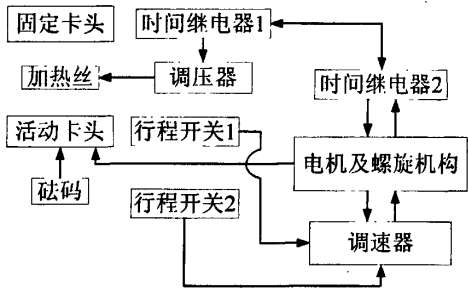 固定卡头
时间继电器1
加热丝
调压器
时间继电器2
活动卡头
行程开关1
电机及螺旋机构
砝码
行程开关2
调速器